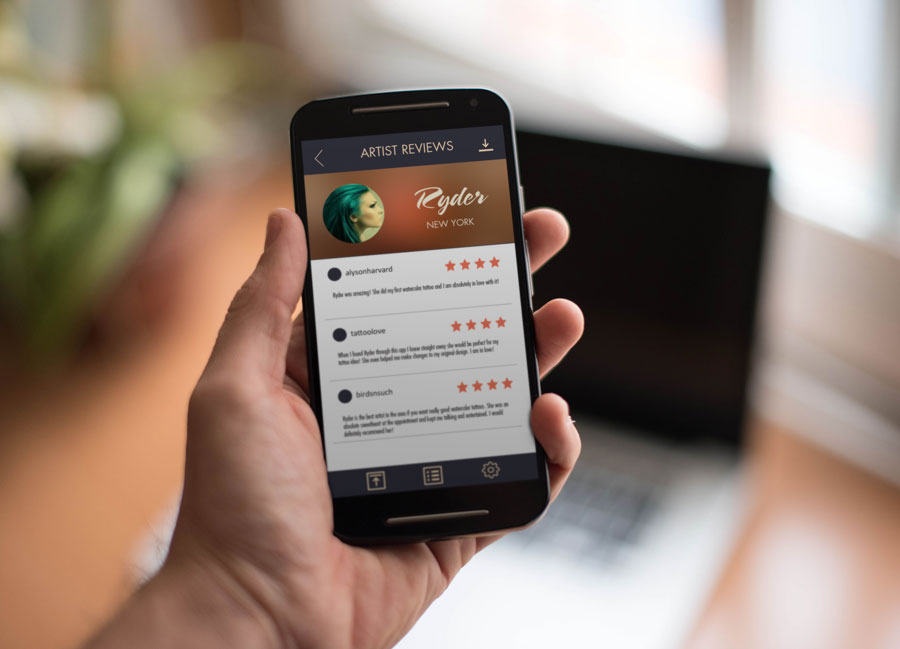 ARTIST REVIEWS
Ryder
NEW YORK
alysonharvard
Ryder was amazing! She did my first watercolor tattoo and I am absolutely in love with it!
tattoolove
When I found Ryder though this app I knew straight away she would be perfect for my
tattoo idea! She even helped me make changes to my original design. I am in love!
birdsnsuch
Ryder is the best artist in the area if you want really good watercolor tattoos. She was an
absolute sweetheart at the appointment and kept me talking and entertained. I would
definitely recommend her!